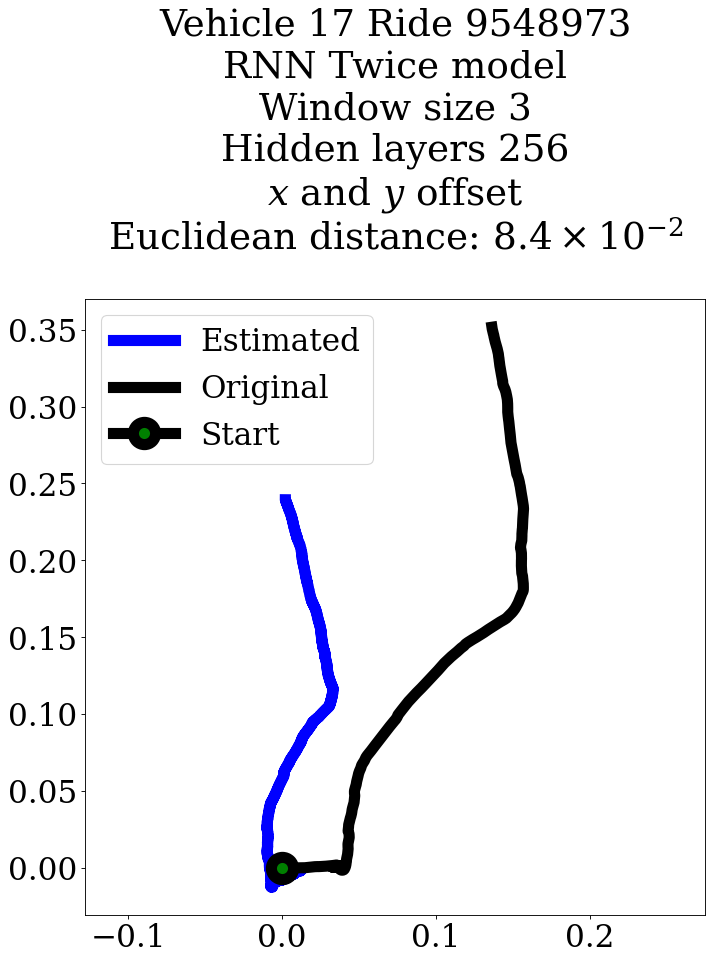 Vehicle 17 Ride 9548973
RNN Twice model
Window size 3
Hidden layers 256
x and y offset
Euclidean distance: 8.4 × 10⁻²
Estimated
Original
Start
0.35
0.30
0.25
0.20
0.15
0.10
0.05
0.00
−0.1 0.0 0.1 0.2